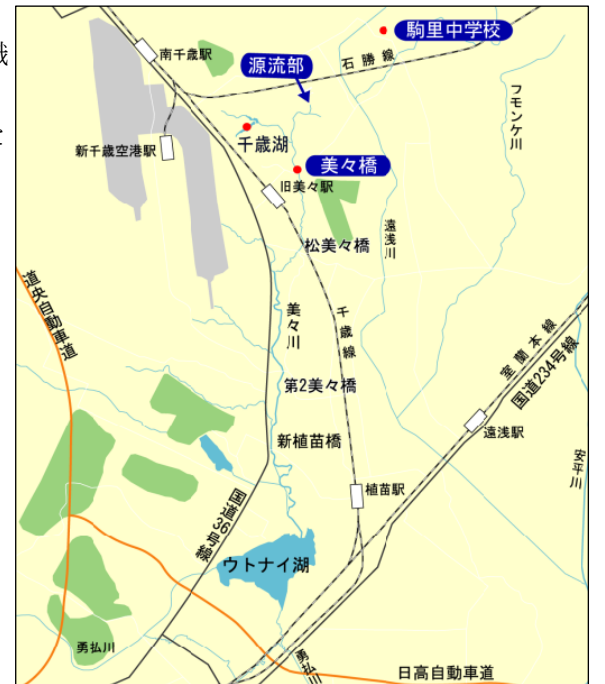 駒里中学校
南千歳駅
石勝線
源流部
フモンケ川
千歳湖
新千歳空港駅
美々橋
旧美々駅
遠浅川
松美々橋
道央自動車道
美々川
千歳線
室蘭本線
国道234号線
第2美々橋
新植苗橋
遠浅駅
安平川
植苗駅
国道36号線
ウトナイ湖
勇払川
勇払川
日高自動車道